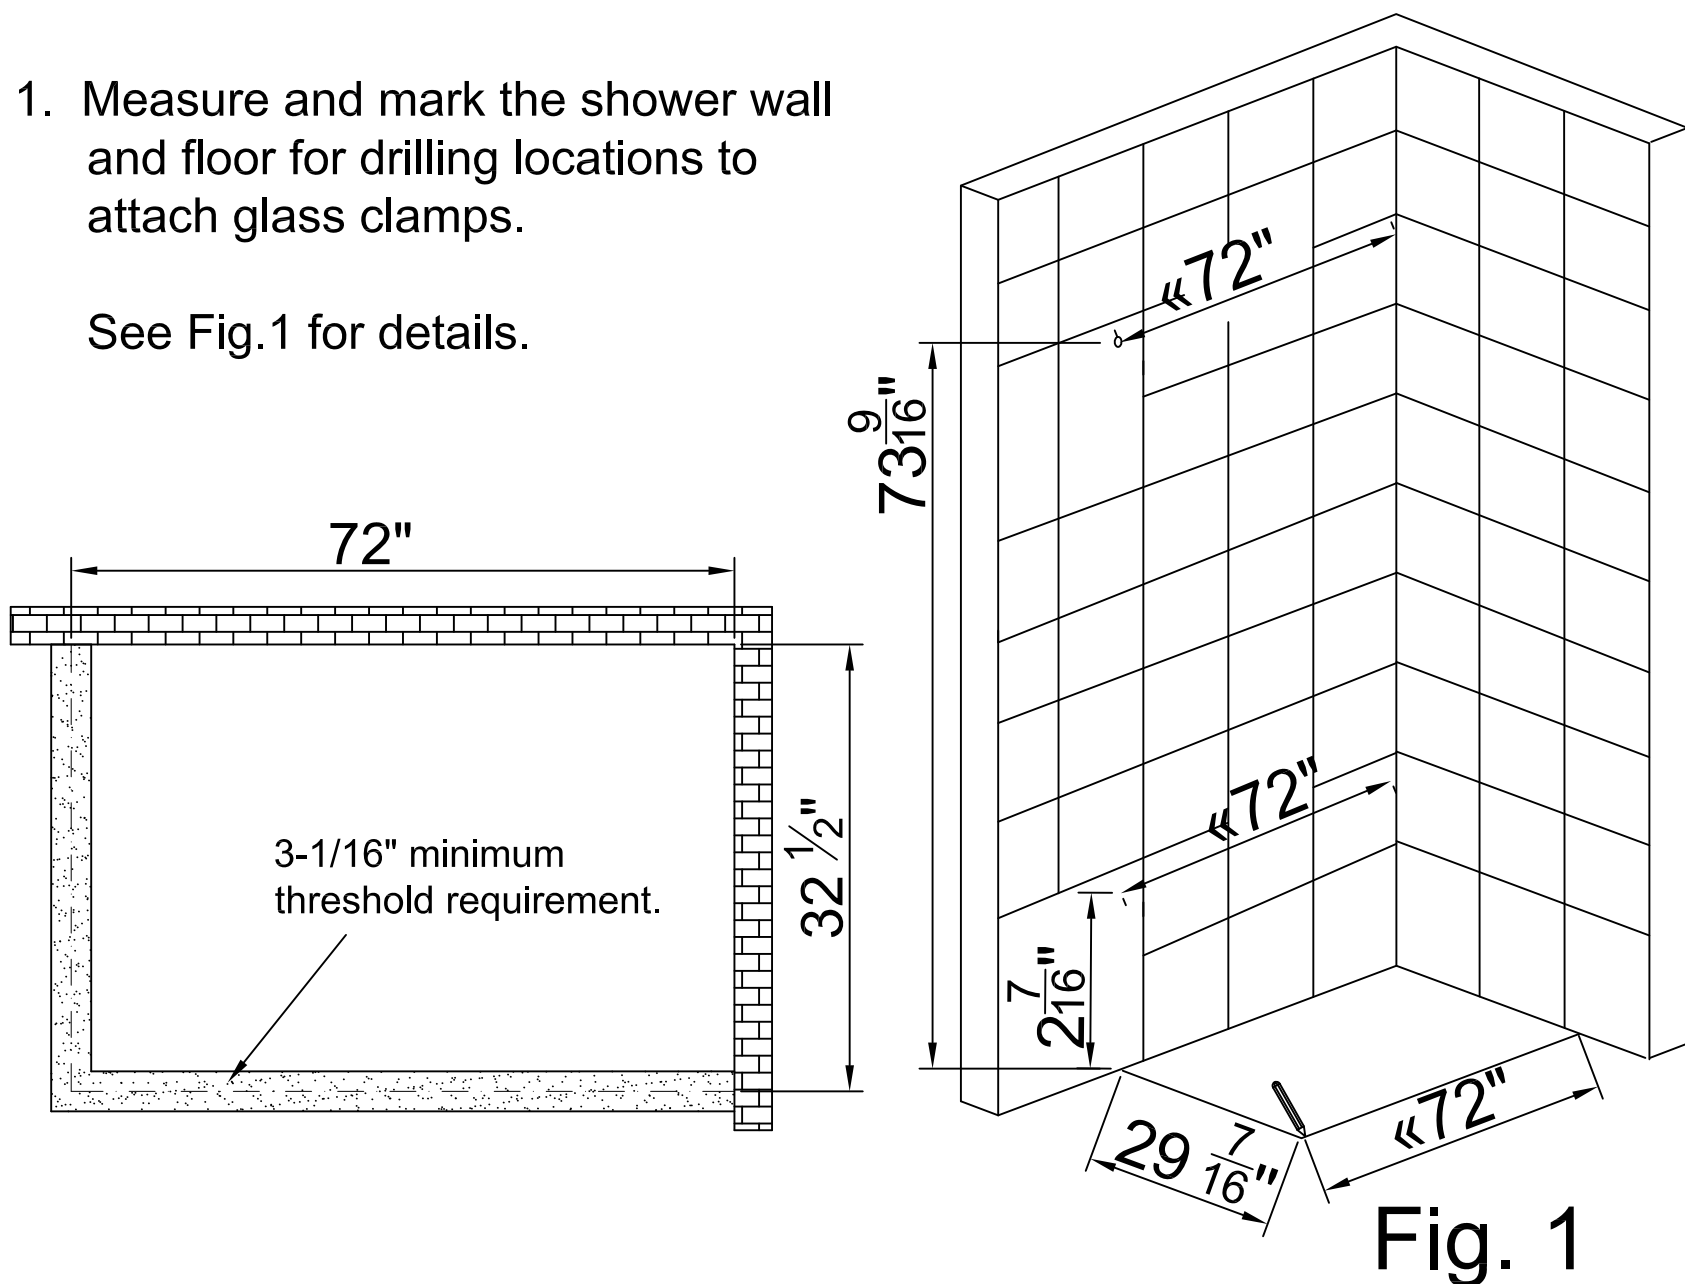 1. Measure and mark the shower wall
and floor for drilling locations to
attach glass clamps.
See Fig.1 for details.
72"
3-1/16" minimum
threshold requirement.
32 1/2"
«72"
73 9/16"
«72"
2 7/16"
29 7/16"
«72"
Fig. 1